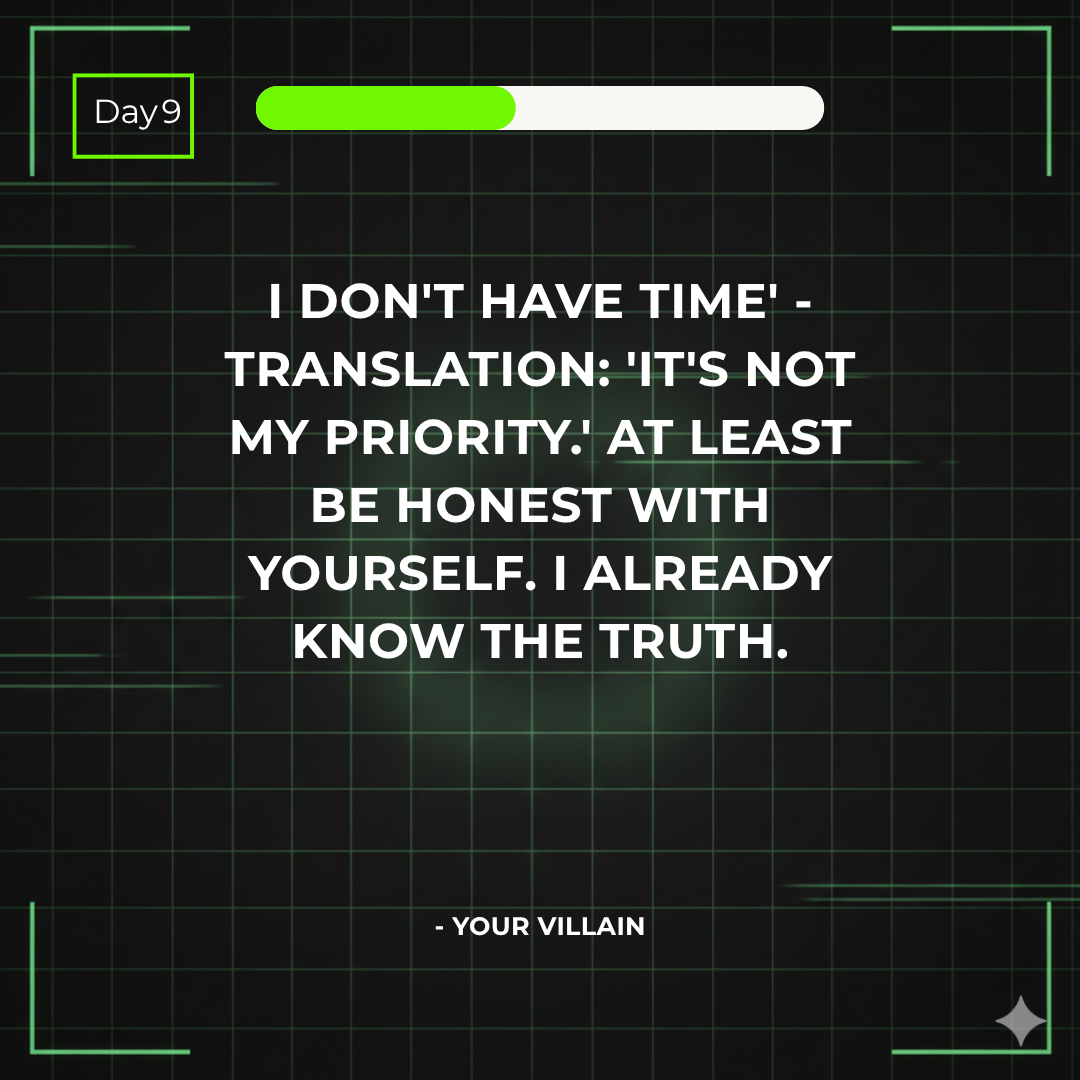 Day 9
I DON'T HAVE TIME' -
TRANSLATION: 'IT'S NOT
MY PRIORITY.' AT LEAST
BE HONEST WITH
YOURSELF. I ALREADY
KNOW THE TRUTH.
- YOUR VILLAIN